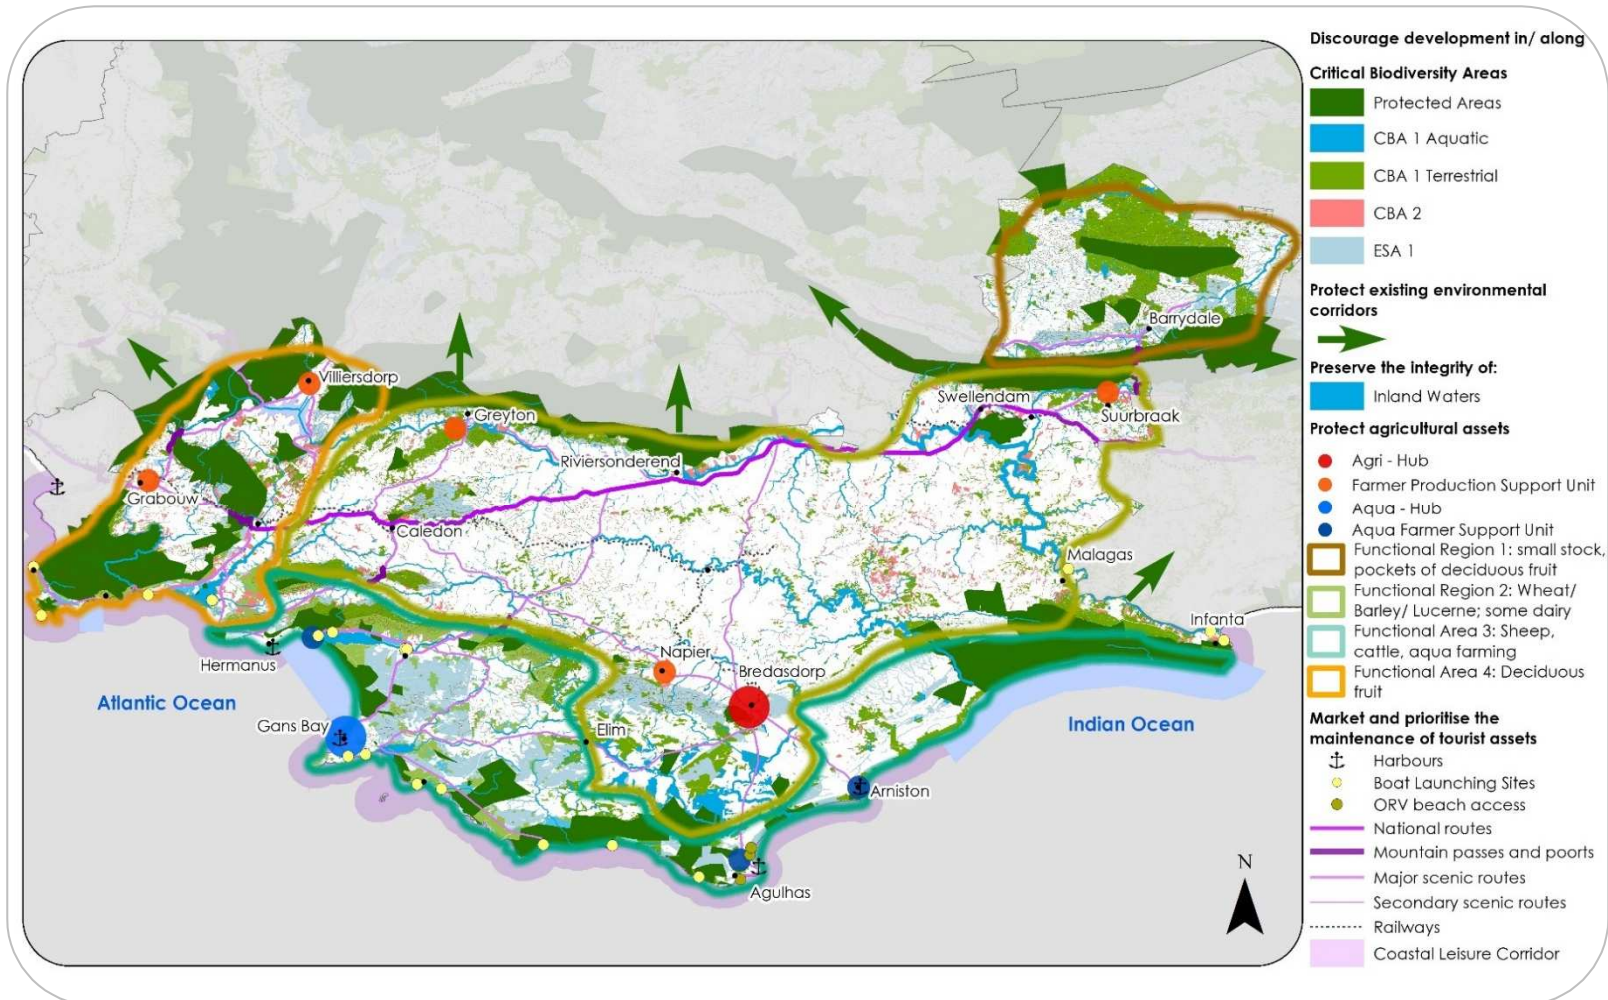 Barrydale
Villiersdorp
Swellendam
Suurbraak
Greyton
Riviersonderend
Grabouw
Caledon
Malagas
Infanta
Hermanus
Napier
Bredasdorp
Atlantic Ocean
Indian Ocean
Gans Bay
Elim
Arniston
Agulhas
N
Discourage development in/ along
Critical Biodiversity Areas
Protected Areas
CBA 1 Aquatic
CBA 1 Terrestrial
CBA 2
ESA 1
Protect existing environmental
corridors
Preserve the integrity of:
Inland Waters
Protect agricultural assets
Agri - Hub
Farmer Production Support Unit
Aqua - Hub
Aqua Farmer Support Unit
Functional Region 1: small stock,
pockets of deciduous fruit
Functional Region 2: Wheat/
Barley/ Lucerne; some dairy
Functional Area 3: Sheep,
cattle, aqua farming
Functional Area 4: Deciduous
fruit
Market and prioritise the
maintenance of tourist assets
Harbours
Boat Launching Sites
ORV beach access
National routes
Mountain passes and poorts
Major scenic routes
Secondary scenic routes
Railways
Coastal Leisure Corridor